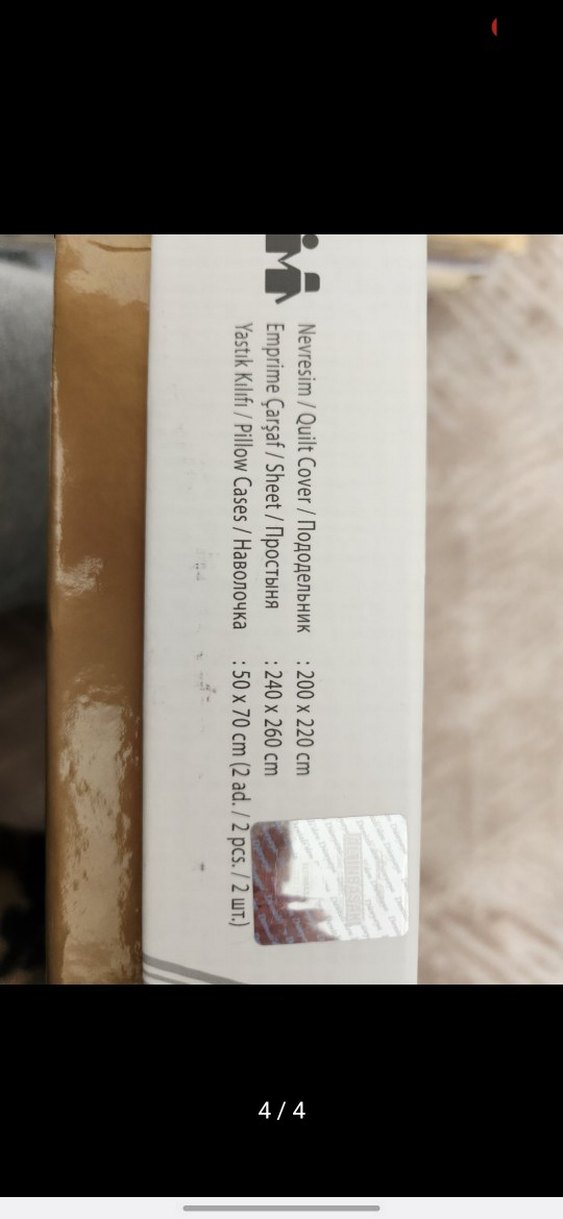 Nevresim / Quilt Cover / Пододельник : 200 x 220 cm
Emprime Çarşaf / Sheet / Простыня : 240 x 260 cm
Yastık Kılıfı / Pillow Cases / Наволочка : 50 x 70 cm (2 ad. / 2 pcs. / 2 шт.)
4 / 4